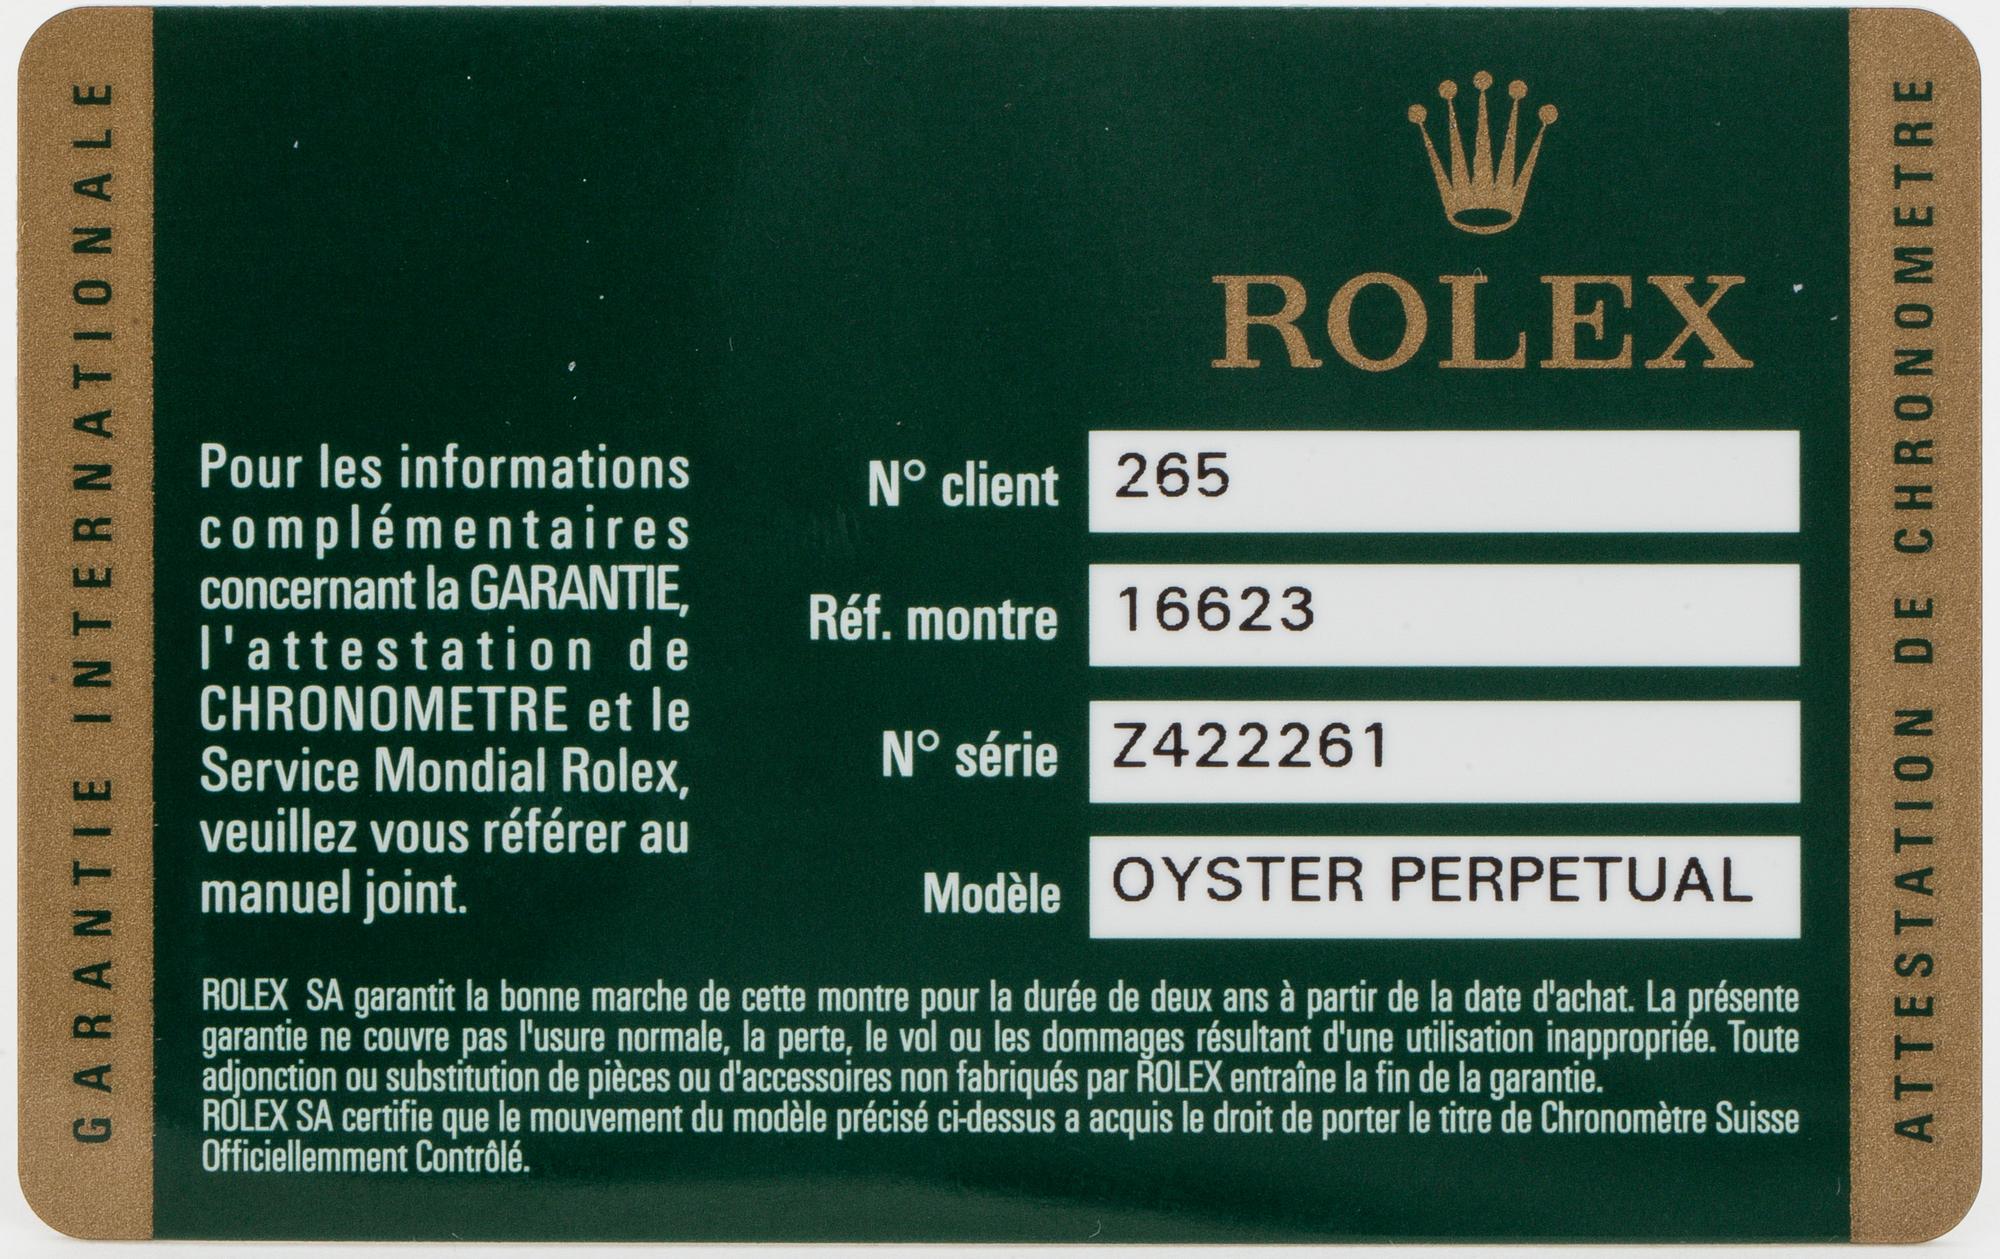 GARANTIE INTERNATIONALE
ROLEX
Pour les informations
complémentaires
concernant la GARANTIE,
l'attestation de
CHRONOMETRE et le
Service Mondial Rolex,
veuillez vous référer au
manuel joint.
N° client 265
Réf. montre 16623
N° série Z422261
Modèle OYSTER PERPETUAL
ROLEX SA garantit la bonne marche de cette montre pour la durée de deux ans à partir de la date d'achat. La présente
garantie ne couvre pas l'usure normale, la perte, le vol ou les dommages résultant d'une utilisation inappropriée. Toute
adjonction ou substitution de pièces ou d'accessoires non fabriqués par ROLEX entraîne la fin de la garantie.
ROLEX SA certifie que le mouvement du modèle précisé ci-dessus a acquis le droit de porter le titre de Chronomètre Suisse
Officiellemment Contrôlé.
ATTESTATION DE CHRONOMETRE